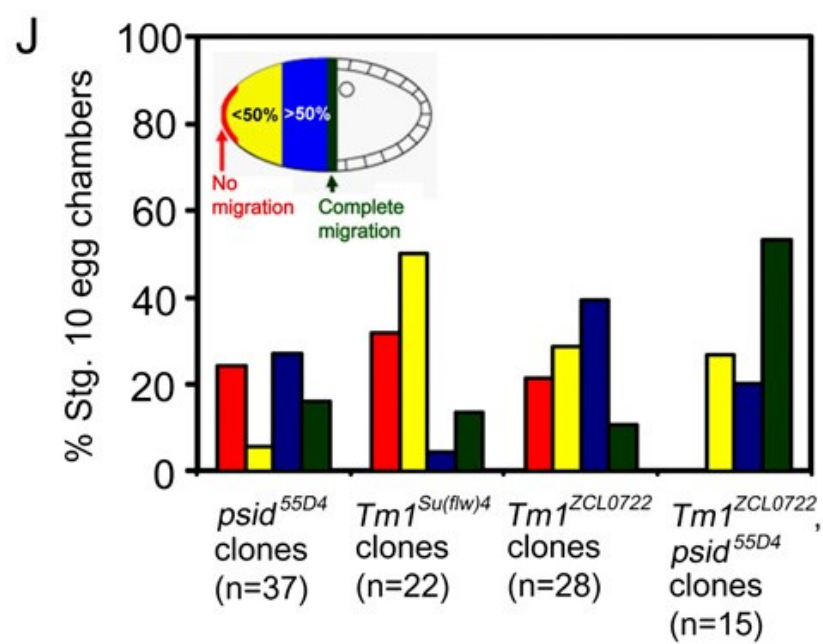 J
% Stg. 10 egg chambers
100
80
60
40
20
0
<50% >50%
No
migration
Complete
migration
psid55D4
clones
(n=37)
Tm1Su(flw)4
clones
(n=22)
Tm1ZCL0722
clones
(n=28)
Tm1ZCL0722,
psid55D4
clones
(n=15)